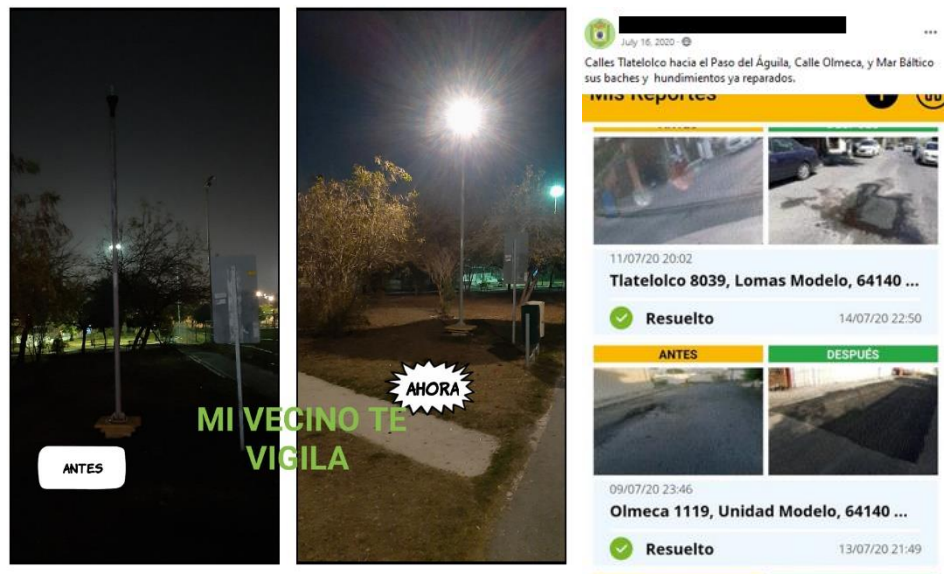 ANTES
AHORA
MI VECINO TE
VIGILA
July 16, 2020
Calles Tlatelolco hacia el Paso del Águila, Calle Olmeca, y Mar Báltico
sus baches y hundimientos ya reparados.
Mis Reportes
ANTES
DESPUÉS
11/07/20 20:02
Tlatelolco 8039, Lomas Modelo, 64140 ...
Resuelto
14/07/20 22:50
ANTES
DESPUÉS
09/07/20 23:46
Olmeca 1119, Unidad Modelo, 64140 ...
Resuelto
13/07/20 21:49